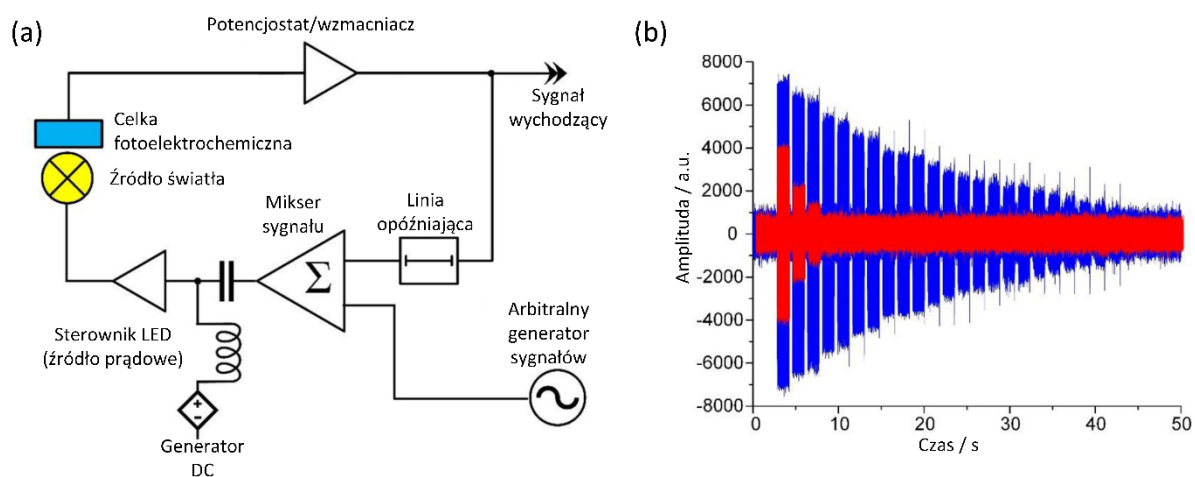 (a)
Potencjostat/wzmacniacz
Sygnał
wychodzący
Celka
fotoelektrochemiczna
Źródło światła
Mikser
sygnału
Linia
opóźniająca
Σ
Sterownik LED
(źródło prądowe)
Arbitralny
generator
sygnałów
+
-
Generator
DC
(b)
8000
6000
4000
2000
0
-2000
-4000
-6000
-8000
Amplituda / a.u.
0 10 20 30 40 50
Czas / s